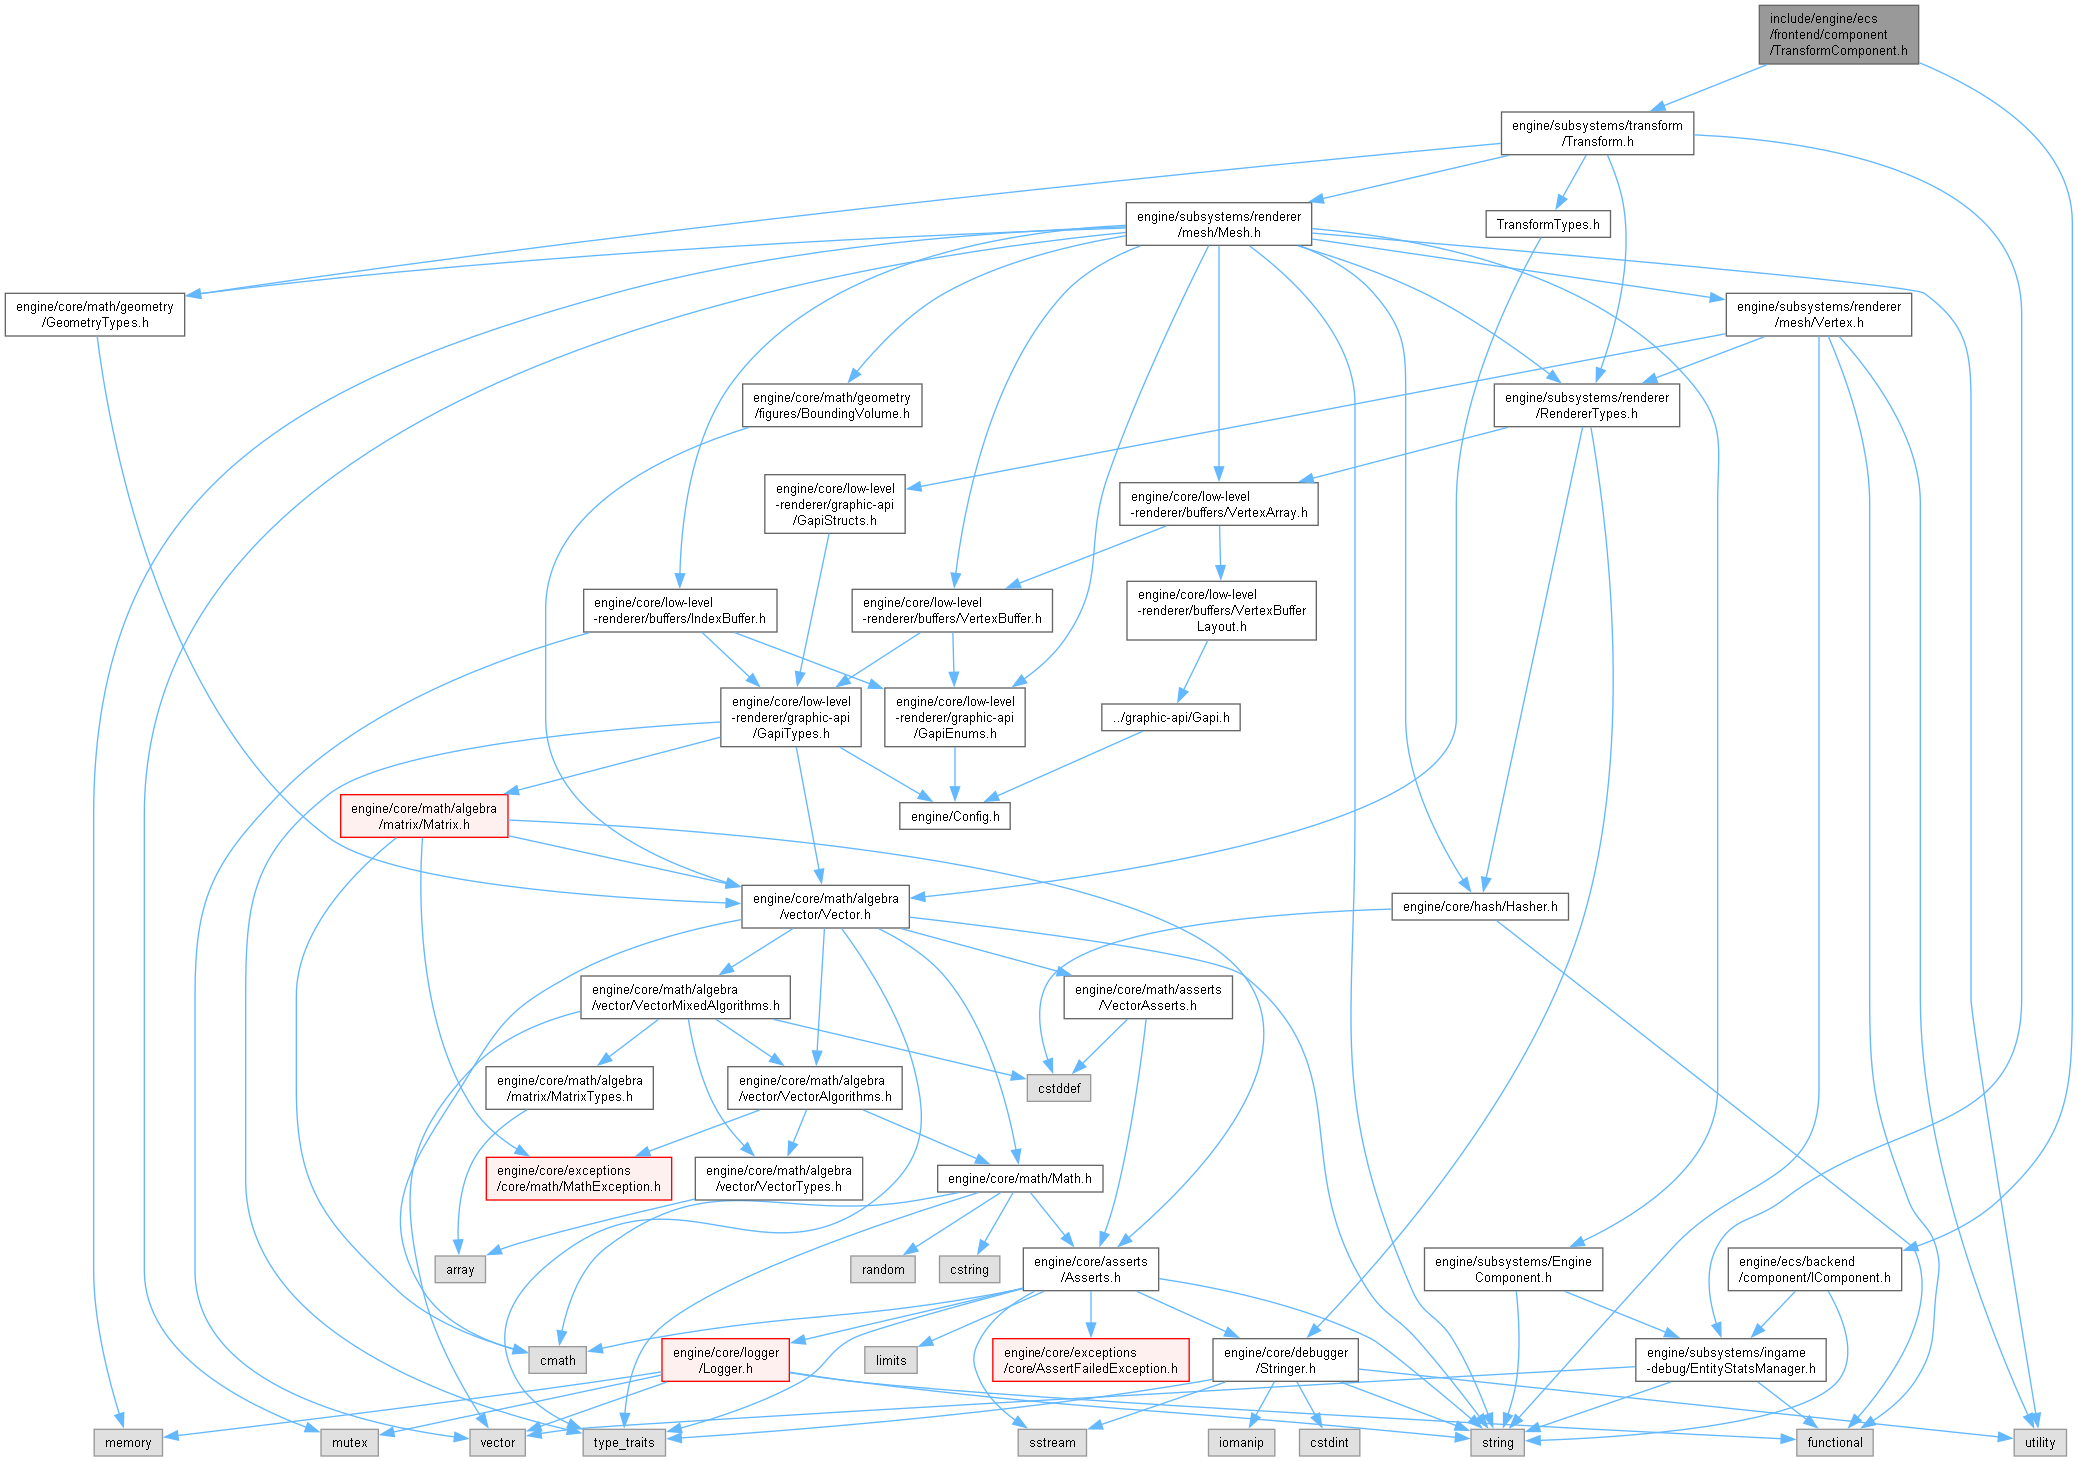 include/engine/ecs
/frontend/component
/TransformComponent.h
engine/subsystems/transform
/Transform.h
engine/subsystems/renderer
/mesh/Mesh.h
TransformTypes.h
engine/core/math/geometry
/GeometryTypes.h
engine/subsystems/renderer
/mesh/Vertex.h
engine/core/math/geometry
/figures/BoundingVolume.h
engine/subsystems/renderer
/RendererTypes.h
engine/core/low-level
-renderer/graphic-api
/GapiStructs.h
engine/core/low-level
-renderer/buffers/VertexArray.h
engine/core/low-level
-renderer/buffers/IndexBuffer.h
engine/core/low-level
-renderer/buffers/VertexBuffer.h
engine/core/low-level
-renderer/buffers/VertexBuffer
Layout.h
engine/core/low-level
-renderer/graphic-api
/GapiTypes.h
engine/core/low-level
-renderer/graphic-api
/GapiEnums.h
../graphic-api/Gapi.h
engine/core/math/algebra
/matrix/Matrix.h
engine/Config.h
engine/core/math/algebra
/vector/Vector.h
engine/core/hash/Hasher.h
engine/core/math/algebra
/vector/VectorMixedAlgorithms.h
engine/core/math/asserts
/VectorAsserts.h
engine/core/math/algebra
/matrix/MatrixTypes.h
engine/core/math/algebra
/vector/VectorAlgorithms.h
cstddef
engine/core/exceptions
/core/math/MathException.h
engine/core/math/algebra
/vector/VectorTypes.h
engine/core/math/Math.h
array
random
cstring
engine/core/asserts
/Asserts.h
engine/subsystems/Engine
Component.h
engine/ecs/backend
/component/IComponent.h
cmath
engine/core/logger
/Logger.h
limits
engine/core/exceptions
/core/AssertFailedException.h
engine/core/debugger
/Stringer.h
engine/subsystems/ingame
-debug/EntityStatsManager.h
memory
mutex
vector
type_traits
sstream
iomanip
cstdint
string
functional
utility